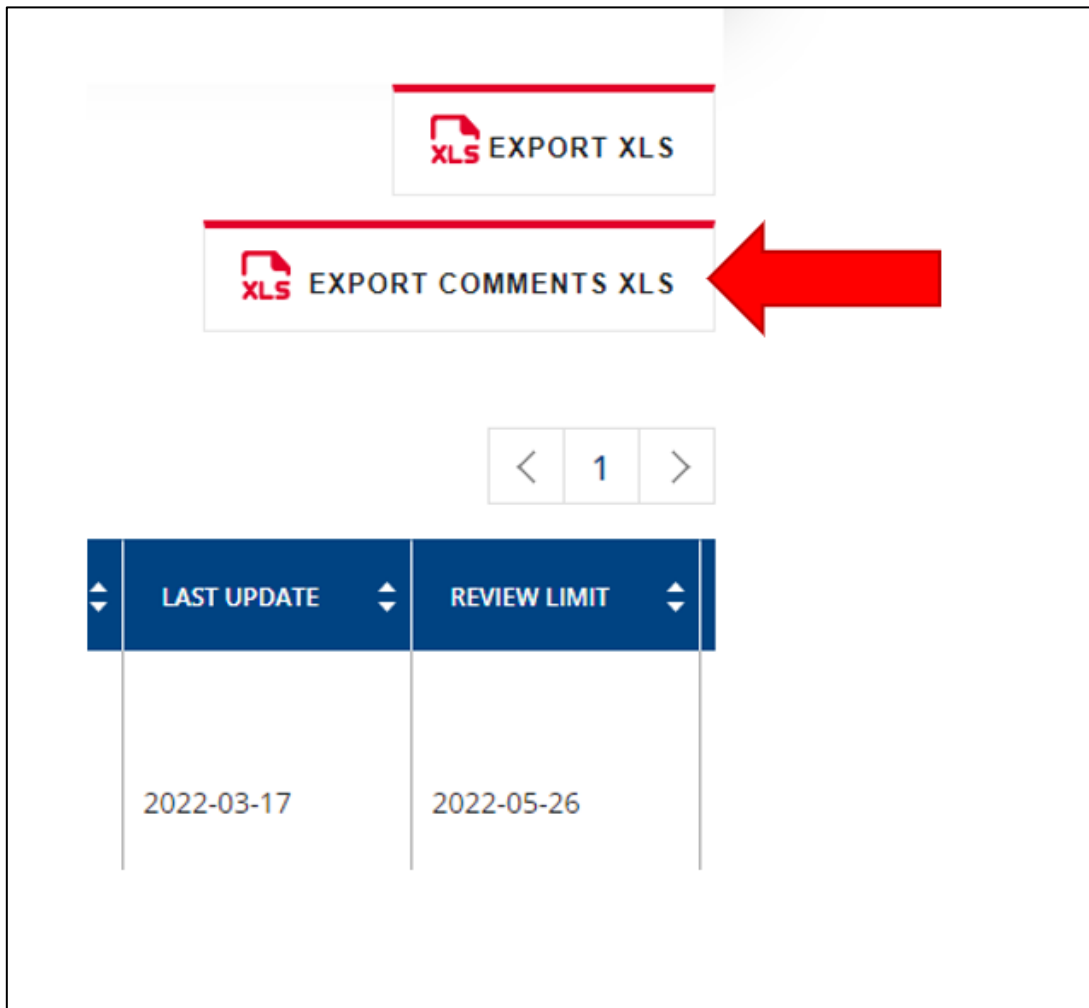 XLS EXPORT XLS
XLS EXPORT COMMENTS XLS
< 1 >
LAST UPDATE REVIEW LIMIT
2022-03-17 2022-05-26